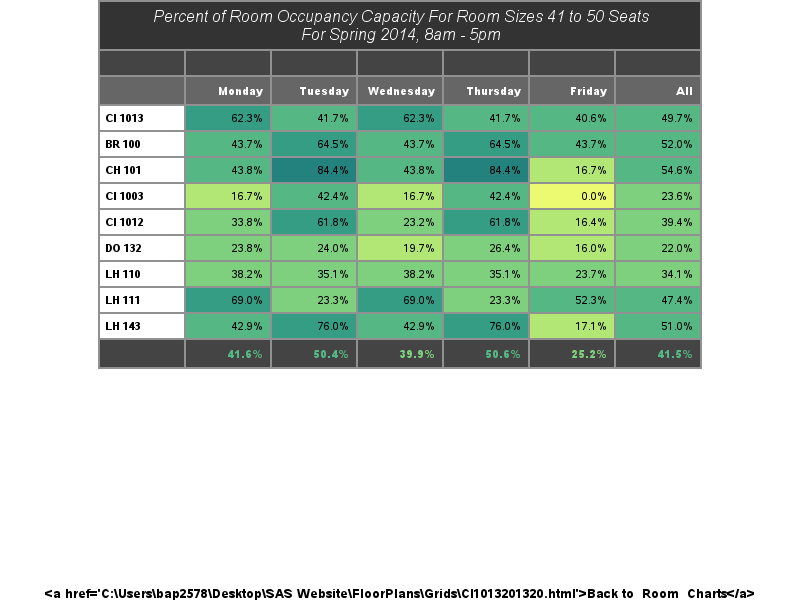 Percent of Room Occupancy Capacity For Room Sizes 41 to 50 Seats
For Spring 2014, 8am - 5pm
Monday Tuesday Wednesday Thursday Friday All
CI 1013 62.3% 41.7% 62.3% 41.7% 40.6% 49.7%
BR 100 43.7% 64.5% 43.7% 64.5% 43.7% 52.0%
CH 101 43.8% 84.4% 43.8% 84.4% 16.7% 54.6%
CI 1003 16.7% 42.4% 16.7% 42.4% 0.0% 23.6%
CI 1012 33.8% 61.8% 23.2% 61.8% 16.4% 39.4%
DO 132 23.8% 24.0% 19.7% 26.4% 16.0% 22.0%
LH 110 38.2% 35.1% 38.2% 35.1% 23.7% 34.1%
LH 111 69.0% 23.3% 69.0% 23.3% 52.3% 47.4%
LH 143 42.9% 76.0% 42.9% 76.0% 17.1% 51.0%
41.6% 50.4% 39.9% 50.6% 25.2% 41.5%
<a href='C:\Users\bap2578\Desktop\SAS Website\FloorPlans\Grids\CI1013201320.html'>Back to Room Charts</a>